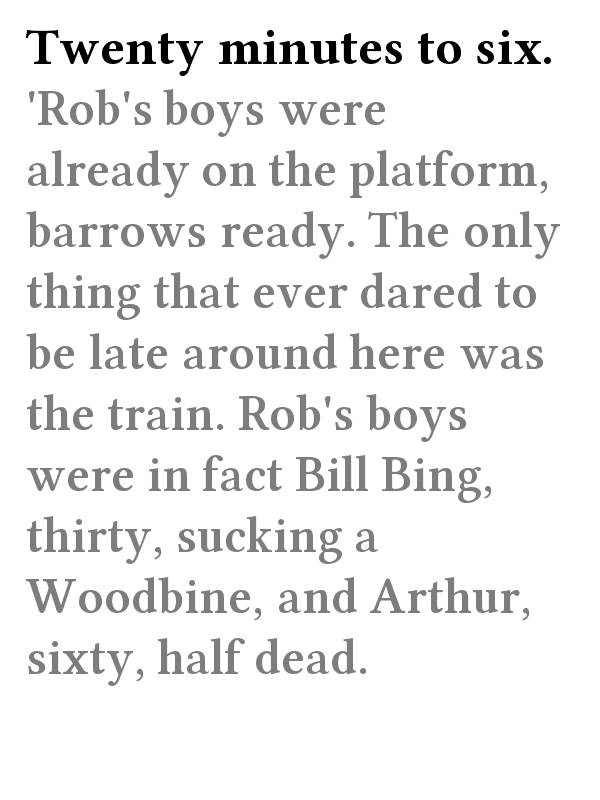 Twenty minutes to six.
'Rob's boys were
already on the platform,
barrows ready. The only
thing that ever dared to
be late around here was
the train. Rob's boys
were in fact Bill Bing,
thirty, sucking a
Woodbine, and Arthur,
sixty, half dead.